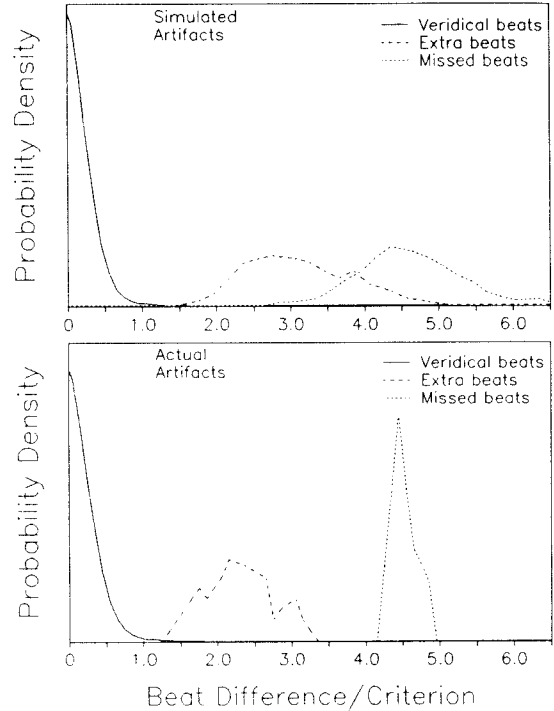 Simulated
Artifacts
Veridical beats
Extra beats
Missed beats
Probability Density
0 1.0 2.0 3.0 4.0 5.0 6.0
Actual
Artifacts
Veridical beats
Extra beats
Missed beats
Probability Density
0 1.0 2.0 3.0 4.0 5.0 6.0
Beat Difference/Criterion